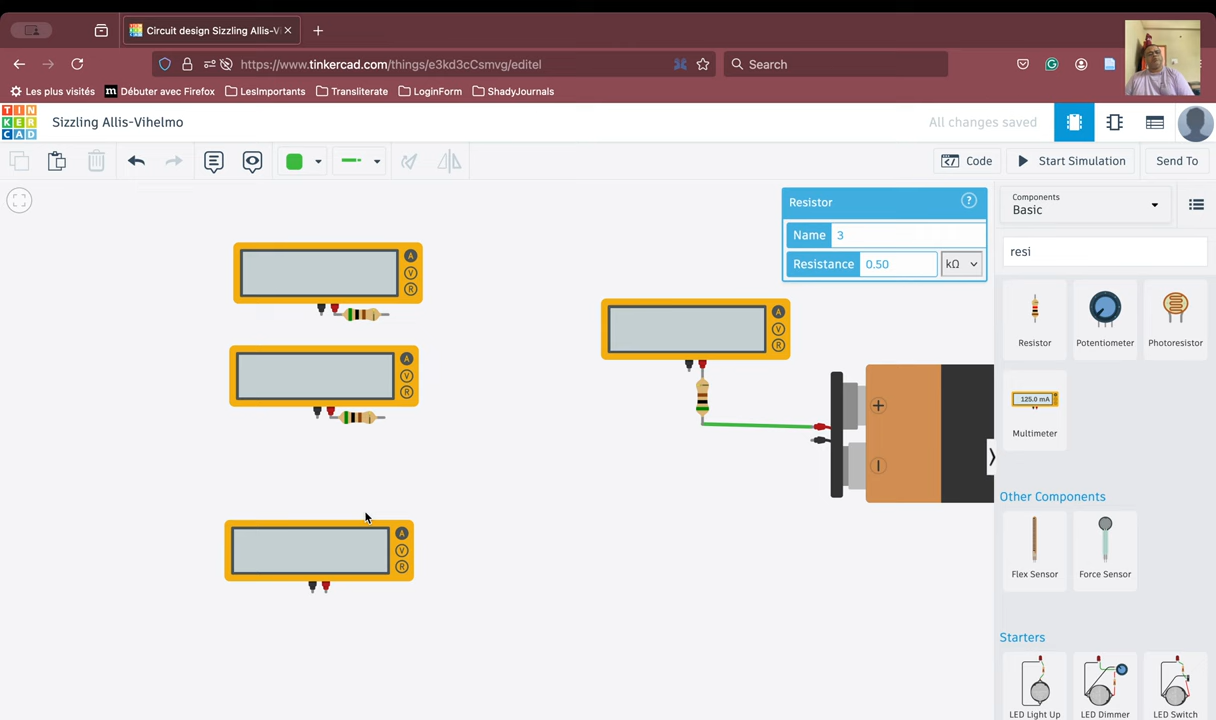 Circuit design Sizzling Allis-Vi
https://www.tinkercad.com/things/e3kd3cCsmvg/editel
Search
Les plus visités
Débuter avec Firefox
LesImportants
Transliterate
LoginForm
ShadyJournals
TIN
KER
CAD
Sizzling Allis-Vihelmo
All changes saved
Code
Start Simulation
Send To
Components
Basic
resi
Resistor
Name 3
Resistance 0.50 kΩ
A
V
R
A
V
R
A
V
R
A
V
R
Resistor
Potentiometer
Photoresistor
125.0 mA
Multimeter
Other Components
Flex Sensor
Force Sensor
Starters
LED Light Up
LED Dimmer
LED Switch